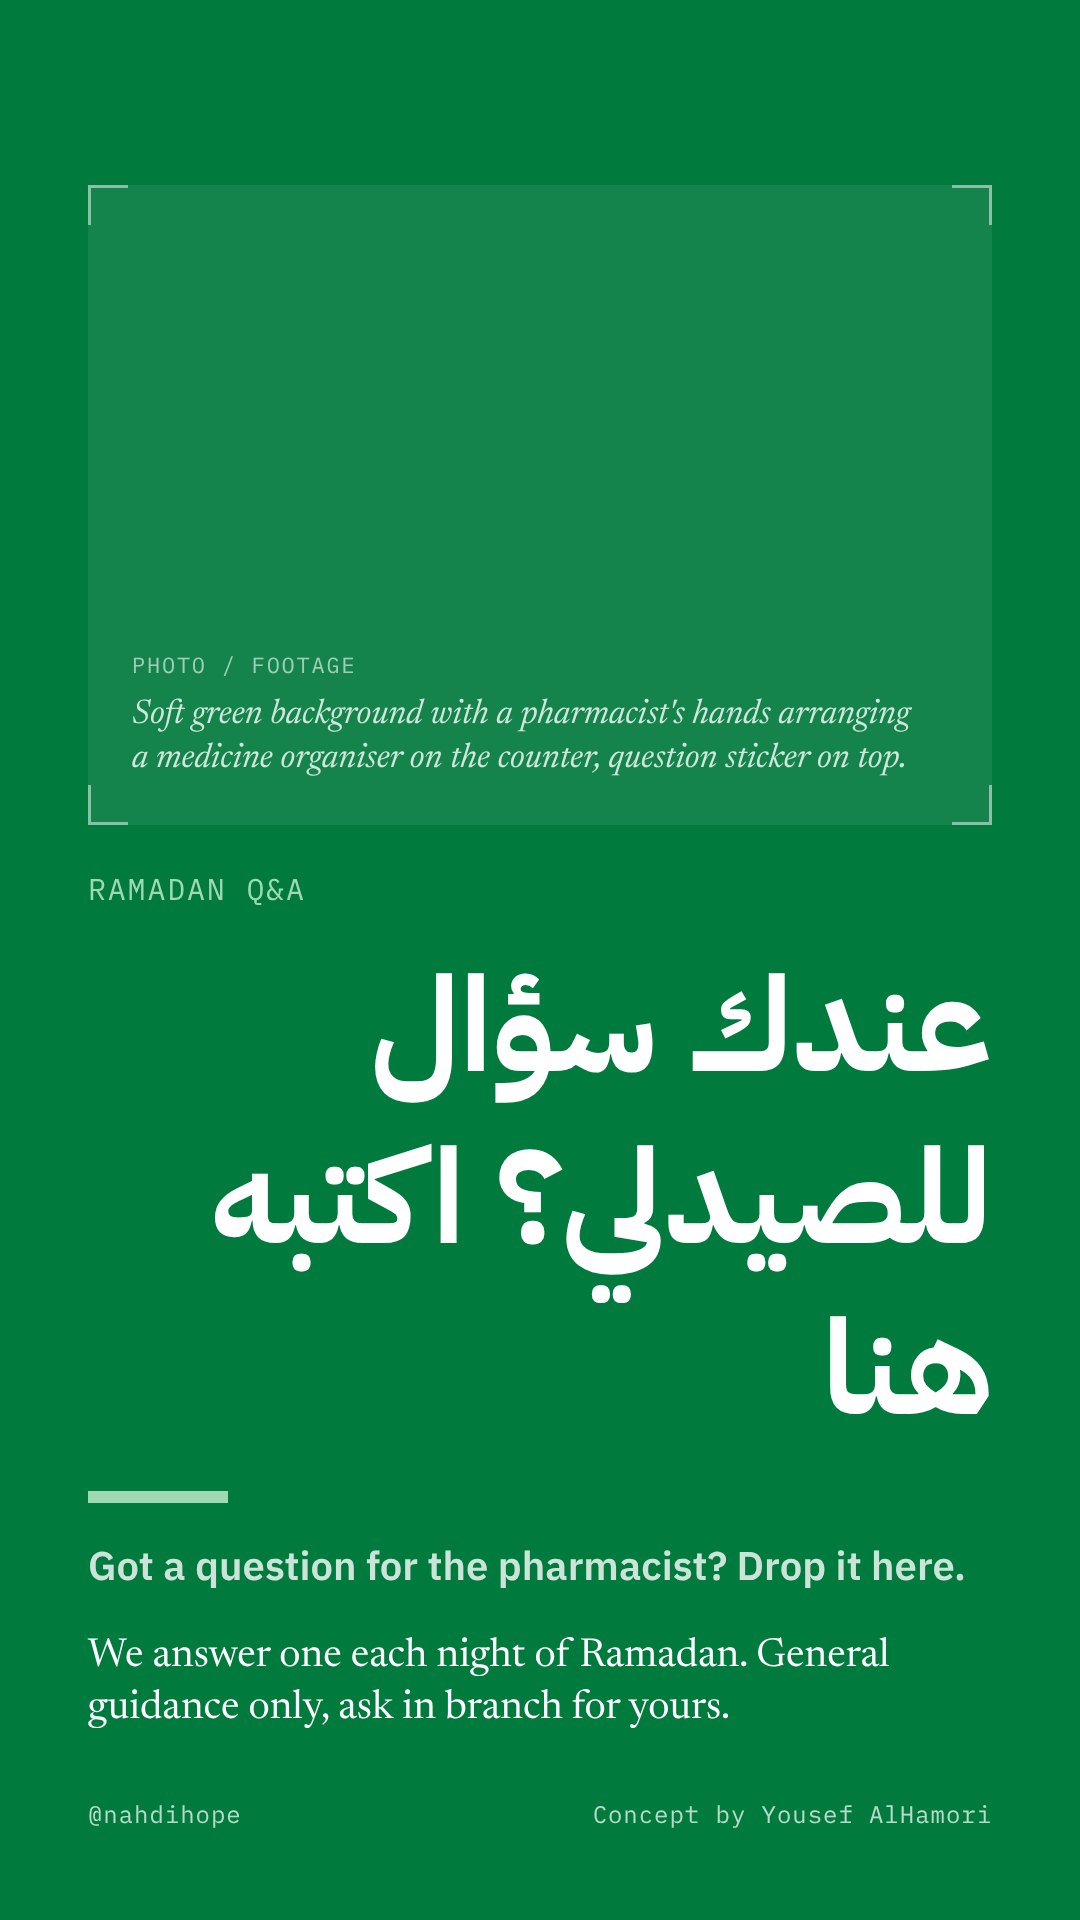 PHOTO / FOOTAGE
Soft green background with a pharmacist's hands arranging
a medicine organiser on the counter, question sticker on top.
RAMADAN Q&A
عندك سؤال
للصيدلي؟ اكتبه
هنا
Got a question for the pharmacist? Drop it here.
We answer one each night of Ramadan. General
guidance only, ask in branch for yours.
@nahdihope
Concept by Yousef AlHamori